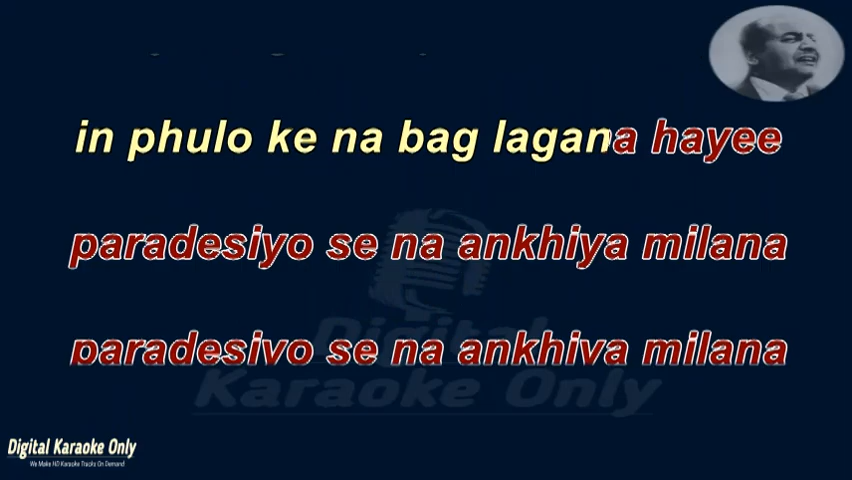 in phulo ke na bag lagana hayee
paradesiyo se na ankhiya milana
paradesiyo se na ankhiya milana
Digital
Karaoke Only
Digital Karaoke Only
We Make HD Karaoke Tracks On Demand